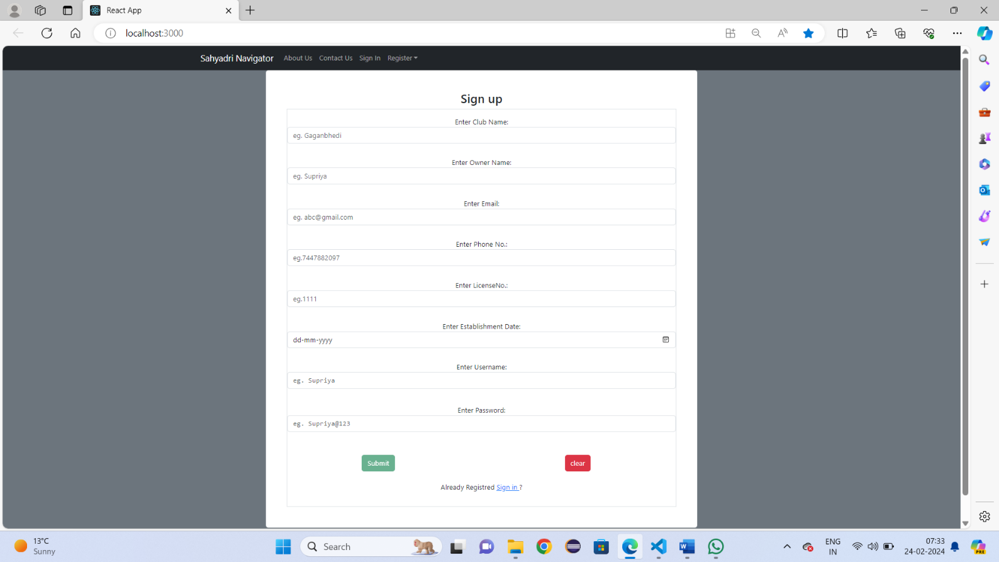 React App
localhost:3000
Sahyadri Navigator About Us Contact Us Sign In Register
Sign up
Enter Club Name:
eg. Gaganbhedi
Enter Owner Name:
eg. Supriya
Enter Email:
eg. abc@gmail.com
Enter Phone No.:
eg.7447882097
Enter LicenseNo.:
eg.1111
Enter Establishment Date:
dd-mm-yyyy
Enter Username:
eg. Supriya
Enter Password:
eg. Supriya@123
Submit clear
Already Registred Sign in ?
13°C
Sunny
Search
ENG
IN
07:33
24-02-2024
PRE